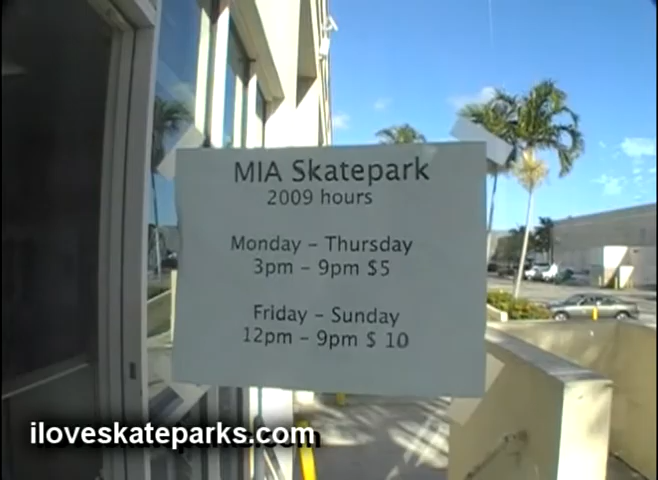 MIA Skatepark
2009 hours
Monday - Thursday
3pm - 9pm $5
Friday - Sunday
12pm - 9pm $ 10
iloveskateparks.com